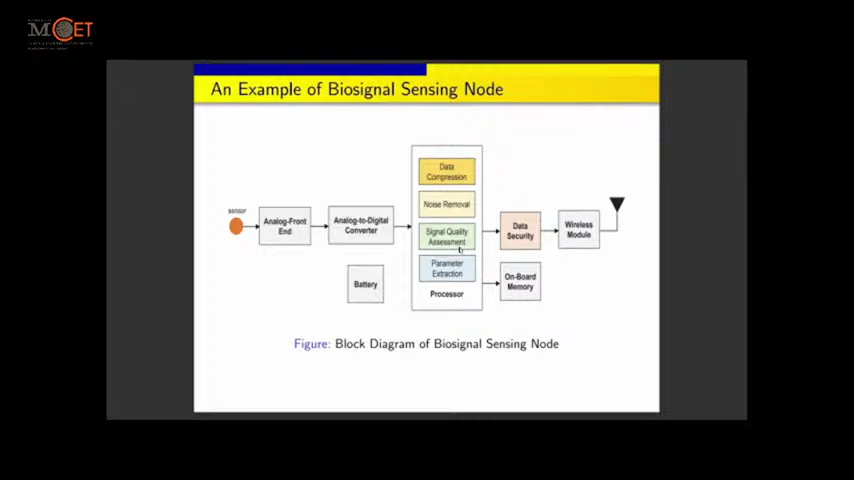 MCET
An Example of Biosignal Sensing Node
sensor
Analog-Front
End
Analog-to-Digital
Converter
Battery
Data
Compression
Noise Removal
Signal Quality
Assessment
Parameter
Extraction
Processor
Data
Security
On-Board
Memory
Wireless
Module
Figure: Block Diagram of Biosignal Sensing Node